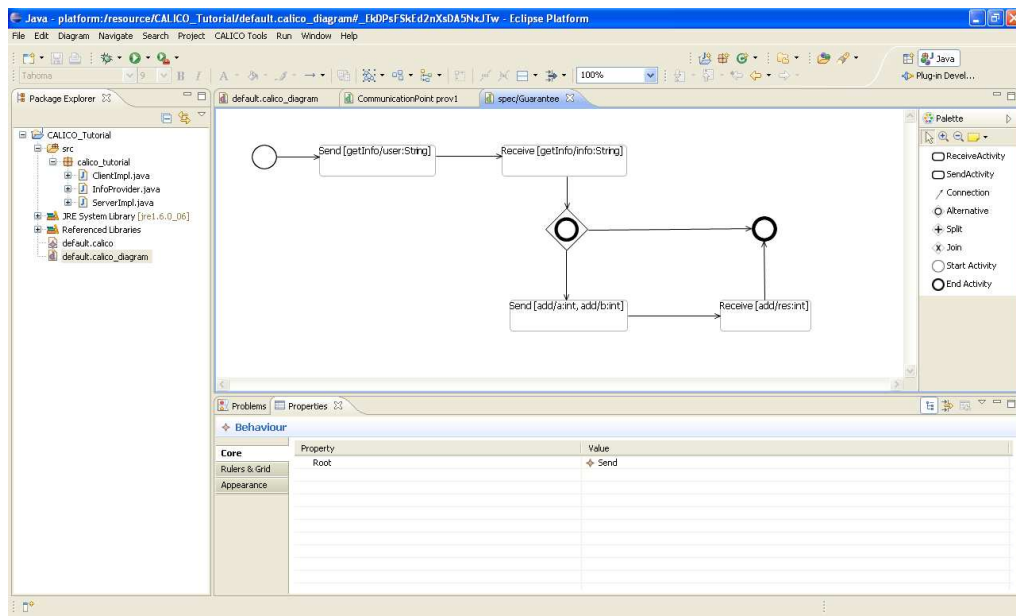 Java - platform:/resource/CALICO_Tutorial/default.calico_diagram#_EkDPsFSkEd2nXsDA5NxJTw - Eclipse Platform
File Edit Diagram Navigate Search Project CALICO Tools Run Window Help
Java
Tahoma 9 B I A 100% Plug-in Devel...
Package Explorer
default.calico_diagram CommunicationPoint prov1 spec/Guarantee
CALICO_Tutorial
src
calico_tutorial
ClientImpl.java
InfoProvider.java
ServerImpl.java
JRE System Library [jre1.6.0_06]
Referenced Libraries
default.calico
default.calico_diagram
Send [getInfo/user:String]
Receive [getInfo/info:String]
Send [add/a:int, add/b:int]
Receive [add/res:int]
Palette
ReceiveActivity
SendActivity
Connection
Alternative
Split
Join
Start Activity
End Activity
Problems Properties
Behaviour
Core
Rulers & Grid
Appearance
Property Value
Root Send